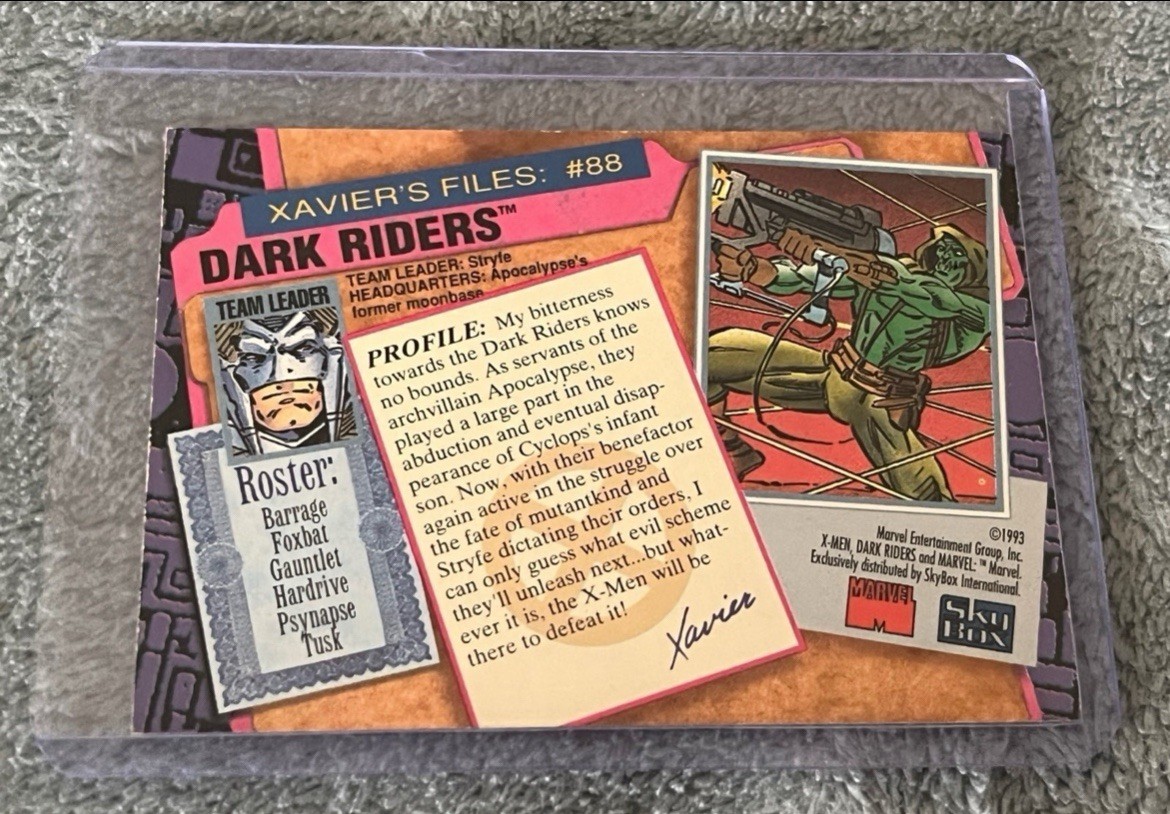 XAVIER'S FILES: #88
DARK RIDERS™
TEAM LEADER: Stryfe
HEADQUARTERS: Apocalypse's
former moonbase
TEAM LEADER
PROFILE: My bitterness
towards the Dark Riders knows
no bounds. As servants of the
archvillain Apocalypse, they
played a large part in the
abduction and eventual disap-
pearance of Cyclops's infant
son. Now, with their benefactor
again active in the struggle over
the fate of mutantkind and
Stryfe dictating their orders, I
can only guess what evil scheme
they'll unleash next....but what-
ever it is, the X-Men will be
there to defeat it!
Xavier
Roster:
Barrage
Foxbat
Gauntlet
Hardrive
Psynapse
Tusk
©1993
Marvel Entertainment Group, Inc.
X-MEN, DARK RIDERS and MARVEL: ™ Marvel.
Exclusively distributed by SkyBox International.
MARVEL
M
SKY
BOX